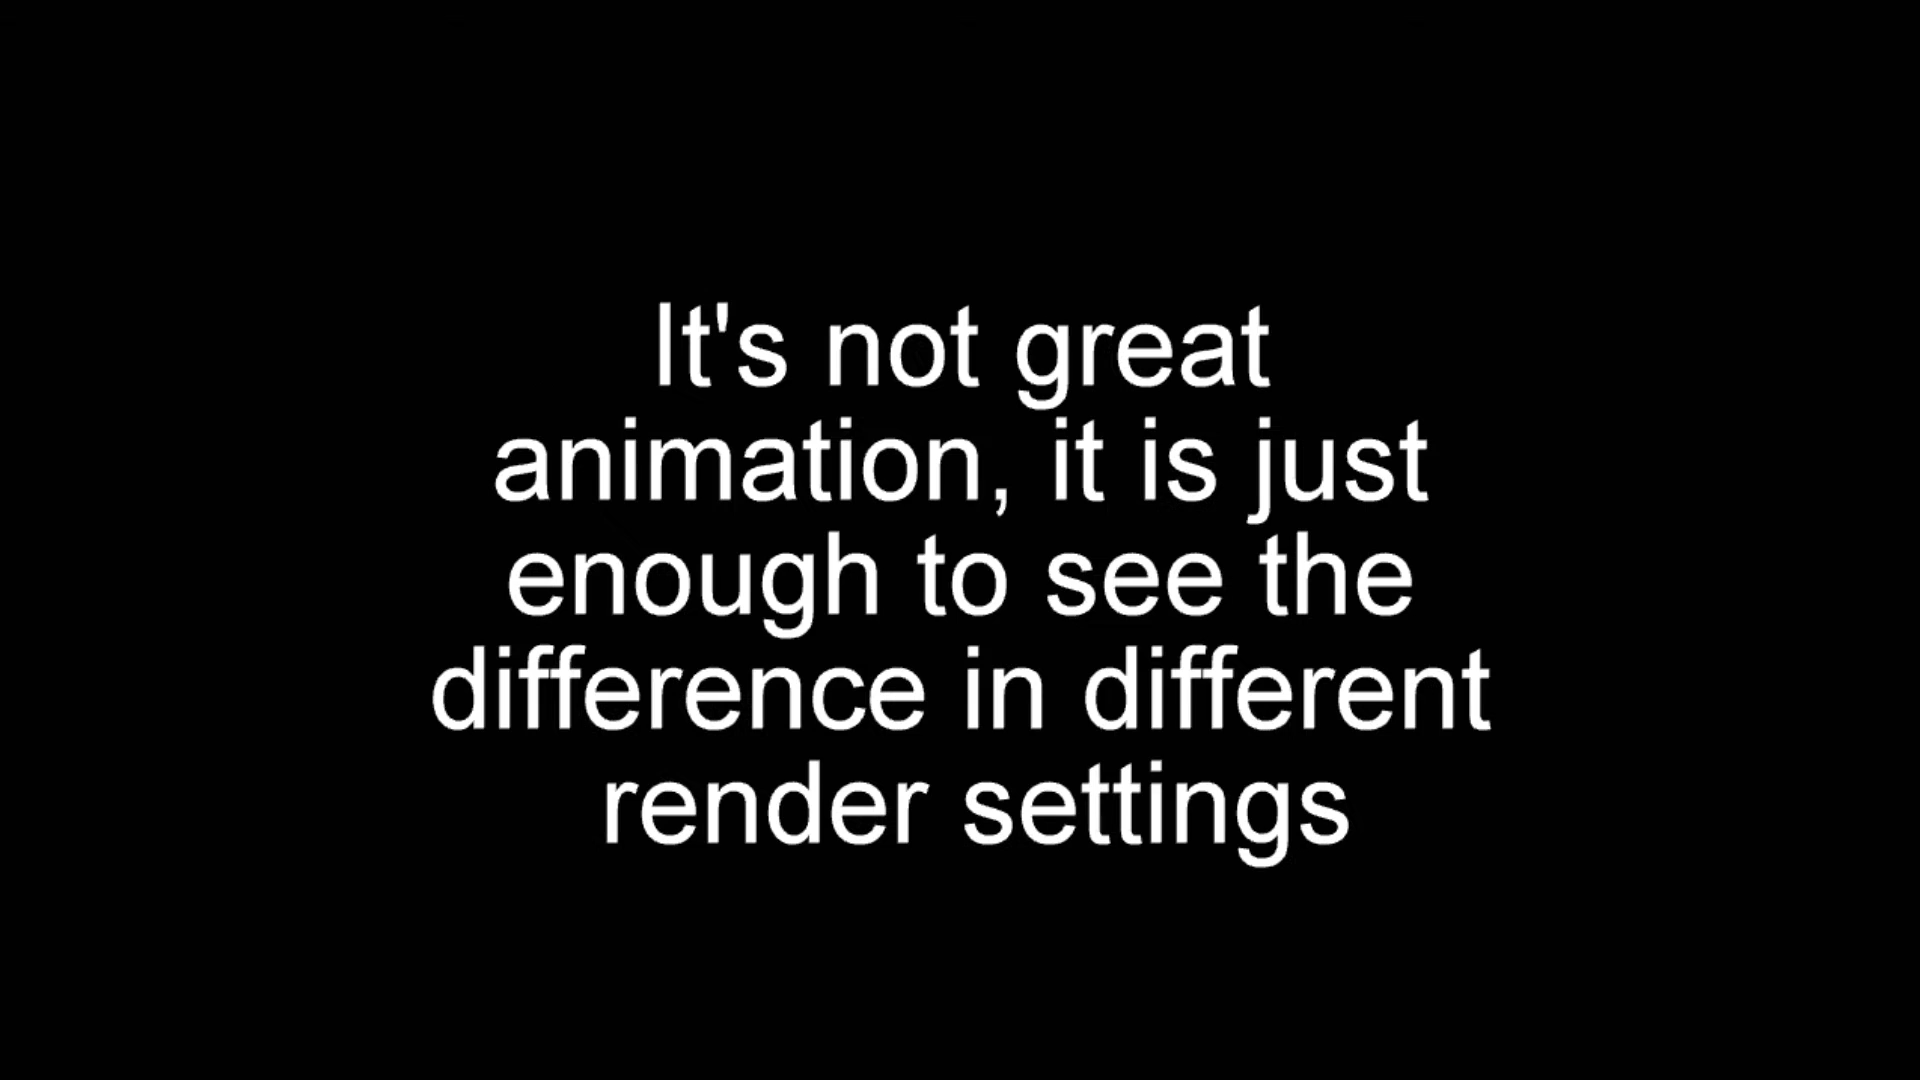 It's not great
animation, it is just
enough to see the
difference in different
render settings